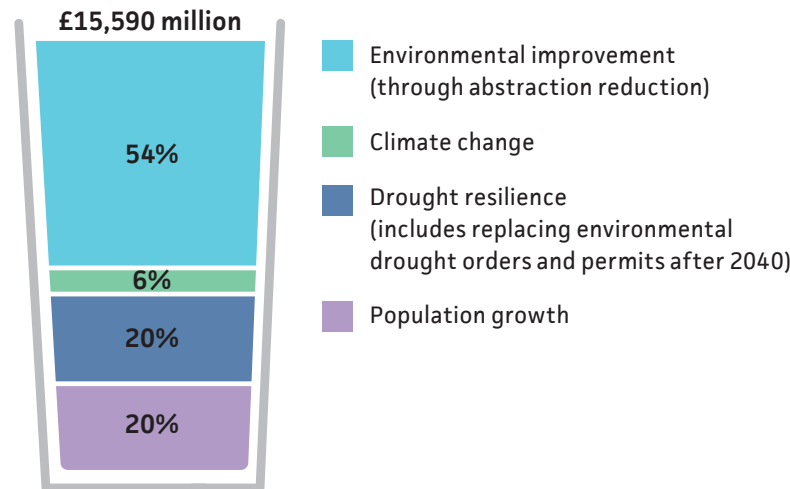 £15,590 million
54%
6%
20%
20%
Environmental improvement
(through abstraction reduction)
Climate change
Drought resilience
(includes replacing environmental
drought orders and permits after 2040)
Population growth